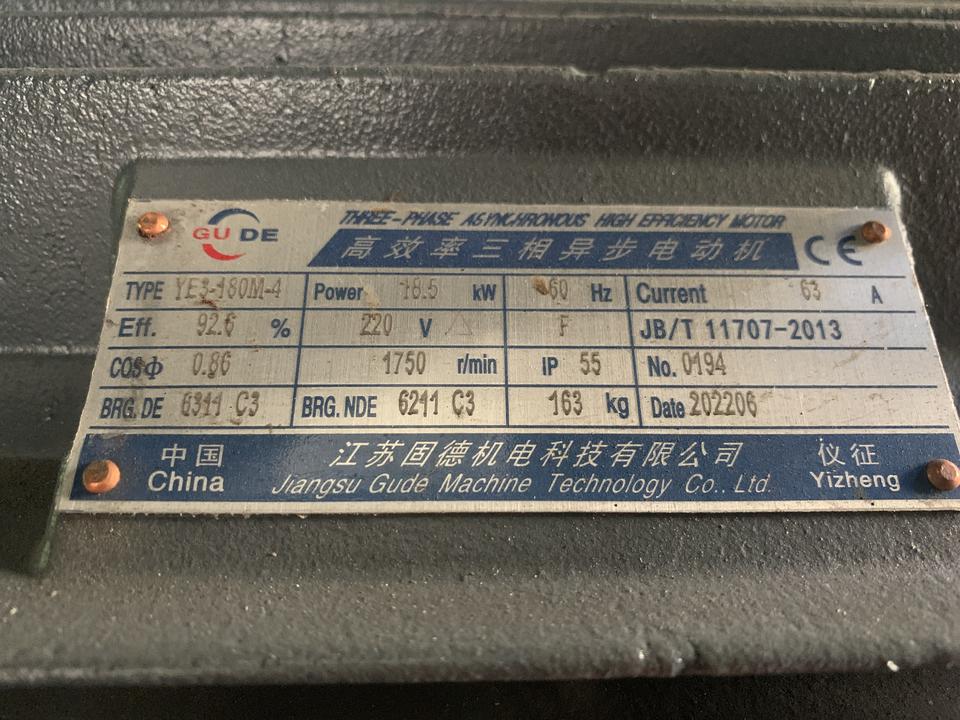 GUDE
THREE-PHASE ASYNCHRONOUS HIGH EFFICIENCY MOTOR
高效率三相异步电动机 CE
TYPE YE3-180M-4 Power 18.5 kW 60 Hz Current 63 A
Eff. 92.6 % 220 V △ F JB/T 11707-2013
COSΦ 0.86 1750 r/min IP 55 No. 0194
BRG. DE 6311 C3 BRG. NDE 6211 C3 163 kg Date 202206
中国 江苏固德机电科技有限公司 仪征
China Jiangsu Gude Machine Technology Co., Ltd. Yizheng